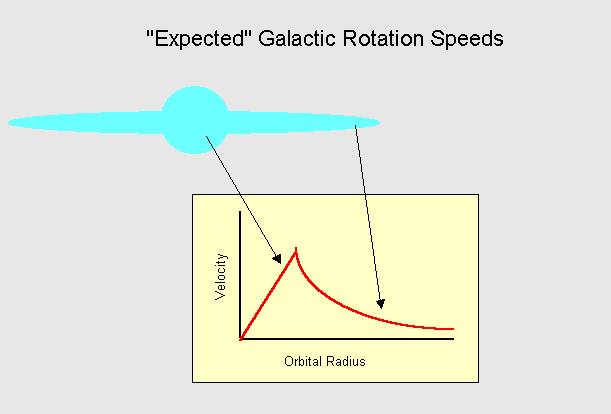 "Expected" Galactic Rotation Speeds
Velocity
Orbital Radius